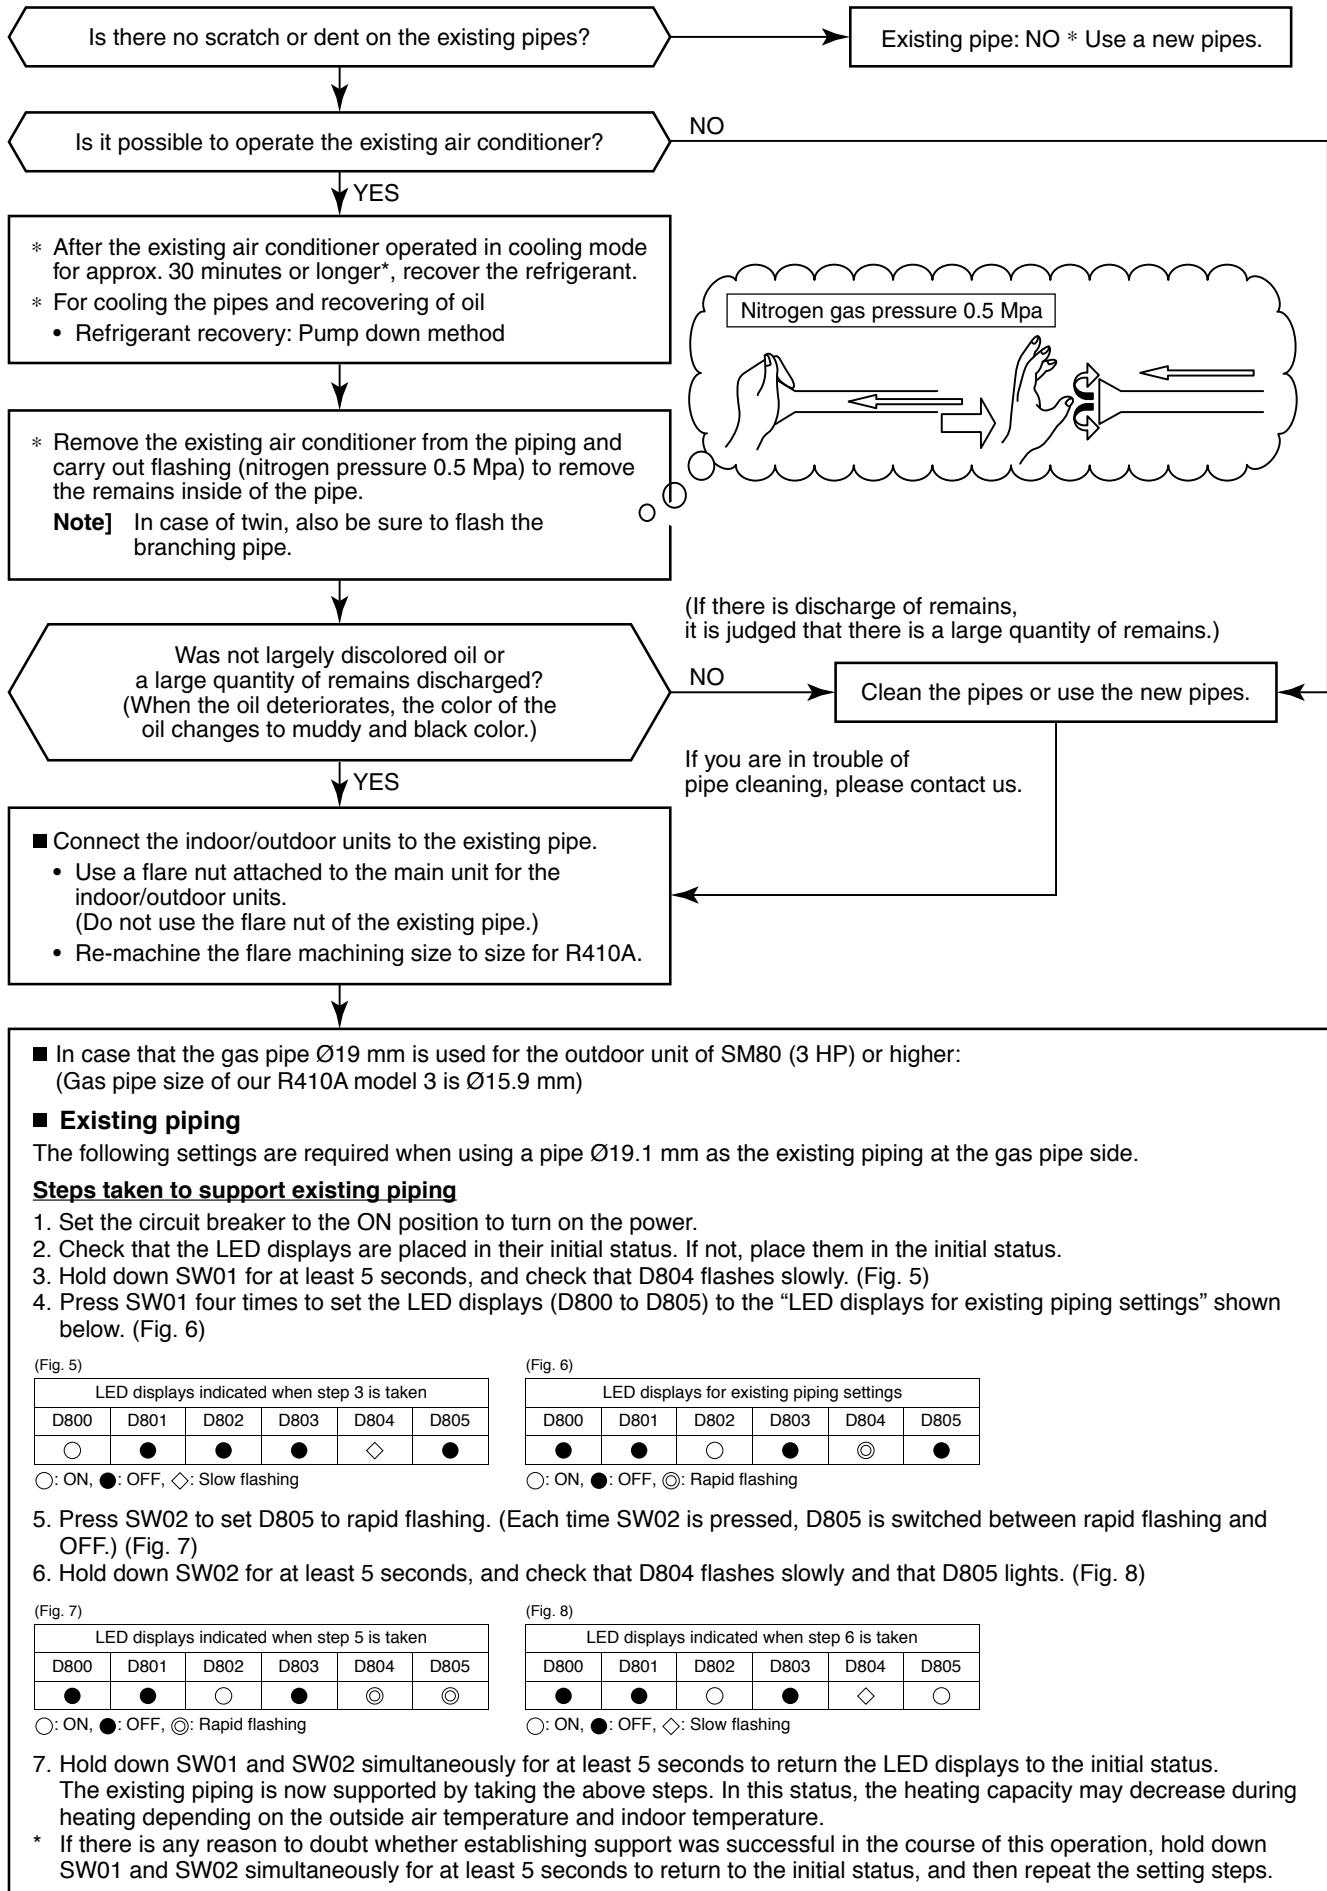 Is there no scratch or dent on the existing pipes?
Existing pipe: NO * Use a new pipes.
Is it possible to operate the existing air conditioner?
NO
YES
* After the existing air conditioner operated in cooling mode
for approx. 30 minutes or longer*, recover the refrigerant.
* For cooling the pipes and recovering of oil
• Refrigerant recovery: Pump down method
Nitrogen gas pressure 0.5 Mpa
* Remove the existing air conditioner from the piping and
carry out flashing (nitrogen pressure 0.5 Mpa) to remove
the remains inside of the pipe.
Note] In case of twin, also be sure to flash the
branching pipe.
(If there is discharge of remains,
it is judged that there is a large quantity of remains.)
Was not largely discolored oil or
a large quantity of remains discharged?
(When the oil deteriorates, the color of the
oil changes to muddy and black color.)
NO
Clean the pipes or use the new pipes.
If you are in trouble of
pipe cleaning, please contact us.
YES
■ Connect the indoor/outdoor units to the existing pipe.
• Use a flare nut attached to the main unit for the
indoor/outdoor units.
(Do not use the flare nut of the existing pipe.)
• Re-machine the flare machining size to size for R410A.
■ In case that the gas pipe Ø19 mm is used for the outdoor unit of SM80 (3 HP) or higher:
(Gas pipe size of our R410A model 3 is Ø15.9 mm)
■ Existing piping
The following settings are required when using a pipe Ø19.1 mm as the existing piping at the gas pipe side.
Steps taken to support existing piping
1. Set the circuit breaker to the ON position to turn on the power.
2. Check that the LED displays are placed in their initial status. If not, place them in the initial status.
3. Hold down SW01 for at least 5 seconds, and check that D804 flashes slowly. (Fig. 5)
4. Press SW01 four times to set the LED displays (D800 to D805) to the “LED displays for existing piping settings” shown
below. (Fig. 6)
(Fig. 5)
LED displays indicated when step 3 is taken
D800 D801 D802 D803 D804 D805
○ ● ● ● ◇ ●
○: ON, ●: OFF, ◇: Slow flashing
(Fig. 6)
LED displays for existing piping settings
D800 D801 D802 D803 D804 D805
● ● ○ ● ◎ ●
○: ON, ●: OFF, ◎: Rapid flashing
5. Press SW02 to set D805 to rapid flashing. (Each time SW02 is pressed, D805 is switched between rapid flashing and
OFF.) (Fig. 7)
6. Hold down SW02 for at least 5 seconds, and check that D804 flashes slowly and that D805 lights. (Fig. 8)
(Fig. 7)
LED displays indicated when step 5 is taken
D800 D801 D802 D803 D804 D805
● ● ○ ● ◎ ◎
○: ON, ●: OFF, ◎: Rapid flashing
(Fig. 8)
LED displays indicated when step 6 is taken
D800 D801 D802 D803 D804 D805
● ● ○ ● ◇ ○
○: ON, ●: OFF, ◇: Slow flashing
7. Hold down SW01 and SW02 simultaneously for at least 5 seconds to return the LED displays to the initial status.
The existing piping is now supported by taking the above steps. In this status, the heating capacity may decrease during
heating depending on the outside air temperature and indoor temperature.
* If there is any reason to doubt whether establishing support was successful in the course of this operation, hold down
SW01 and SW02 simultaneously for at least 5 seconds to return to the initial status, and then repeat the setting steps.